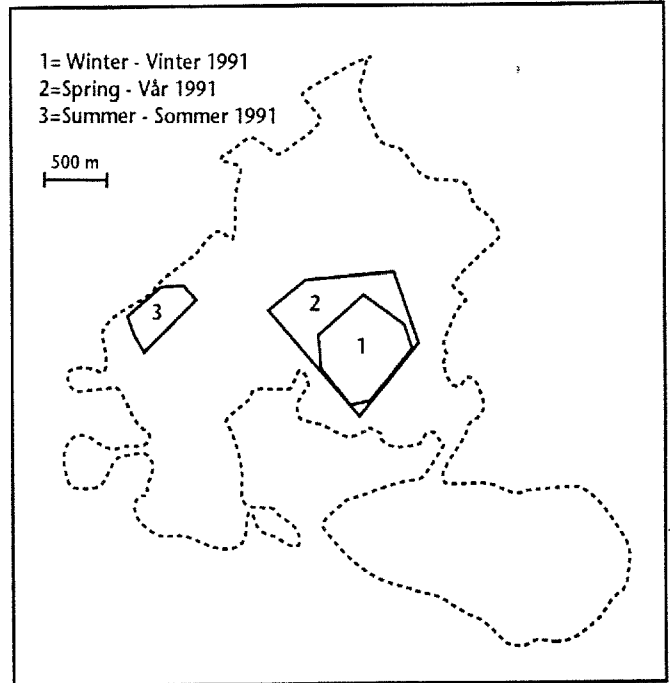 1= Winter - Vinter 1991
2=Spring - Vår 1991
3=Summer - Sommer 1991
500 m
3
2
1